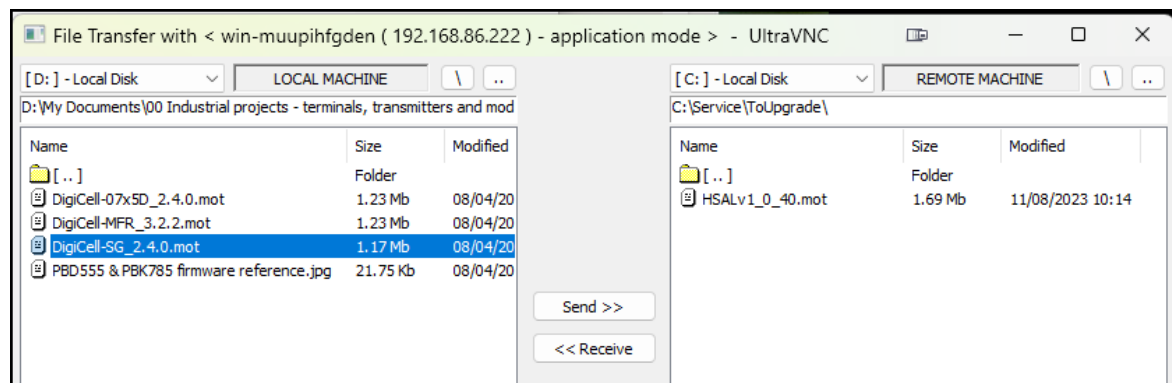 File Transfer with < win-muupihfgden ( 192.168.86.222 ) - application mode > - UltraVNC
[ D: ] - Local Disk LOCAL MACHINE \ ..
D:\My Documents\00 Industrial projects - terminals, transmitters and mod
Name Size Modified
[ .. ] Folder
DigiCell-07x5D_2.4.0.mot 1.23 Mb 08/04/20
DigiCell-MFR_3.2.2.mot 1.23 Mb 08/04/20
DigiCell-SG_2.4.0.mot 1.17 Mb 08/04/20
PBD555 & PBK785 firmware reference.jpg 21.75 Kb 08/04/20
Send >>
<< Receive
[ C: ] - Local Disk REMOTE MACHINE \ ..
C:\Service\ToUpgrade\
Name Size Modified
[ .. ] Folder
HSALv1_0_40.mot 1.69 Mb 11/08/2023 10:14